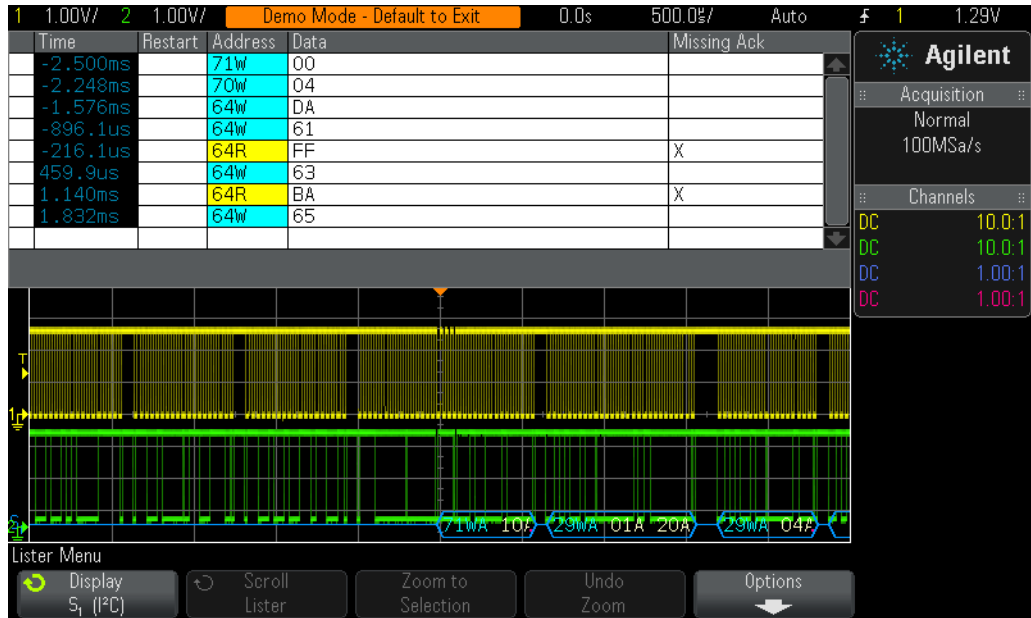 1 1.00V/ 2 1.00V/ Demo Mode - Default to Exit 0.0s 500.0s/ Auto 1 1.29V
Time Restart Address Data Missing Ack
-2.500ms 71W 00
-2.248ms 70W 04
-1.576ms 64W DA
-896.1us 64W 61
-216.1us 64R FF X
459.9us 64W 63
1.140ms 64R BA X
1.832ms 64W 65
Agilent
Acquisition
Normal
100MSa/s
Channels
DC 10.0:1
DC 10.0:1
DC 1.00:1
DC 1.00:1
T
1
2
71WA 10A 29WA 01A 20A 29WA 04A
Lister Menu
Display
S₁ (I²C)
Scroll
Lister
Zoom to
Selection
Undo
Zoom
Options